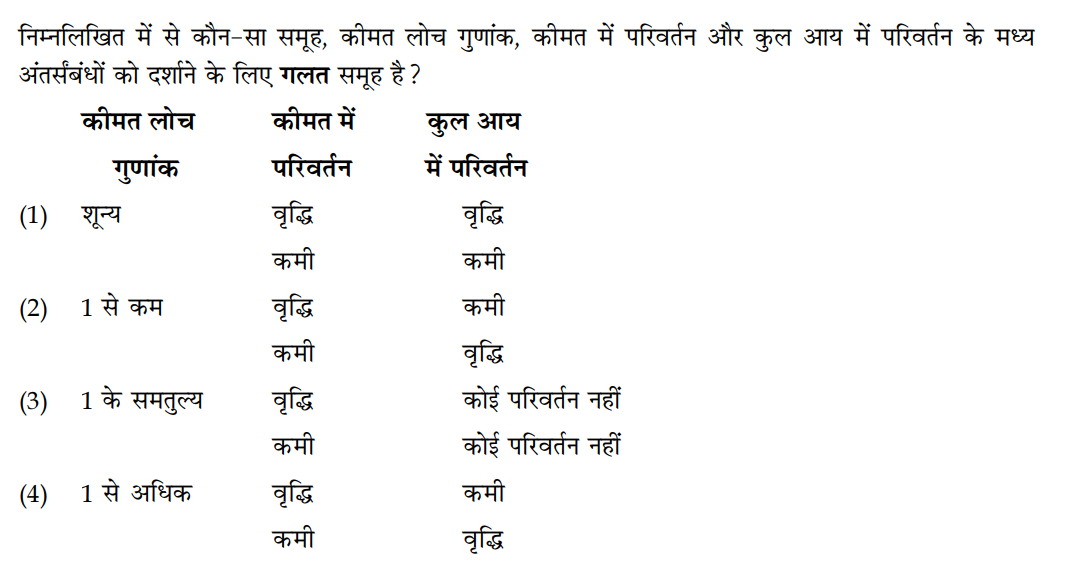 निम्नलिखित में से कौन-सा समूह, कीमत लोच गुणांक, कीमत में परिवर्तन और कुल आय में परिवर्तन के मध्य
अंतर्संबंधों को दर्शाने के लिए गलत समूह है ?
कीमत लोच कीमत में कुल आय
गुणांक परिवर्तन में परिवर्तन
(1) शून्य वृद्धि वृद्धि
कमी कमी
(2) 1 से कम वृद्धि कमी
कमी वृद्धि
(3) 1 के समतुल्य वृद्धि कोई परिवर्तन नहीं
कमी कोई परिवर्तन नहीं
(4) 1 से अधिक वृद्धि कमी
कमी वृद्धि